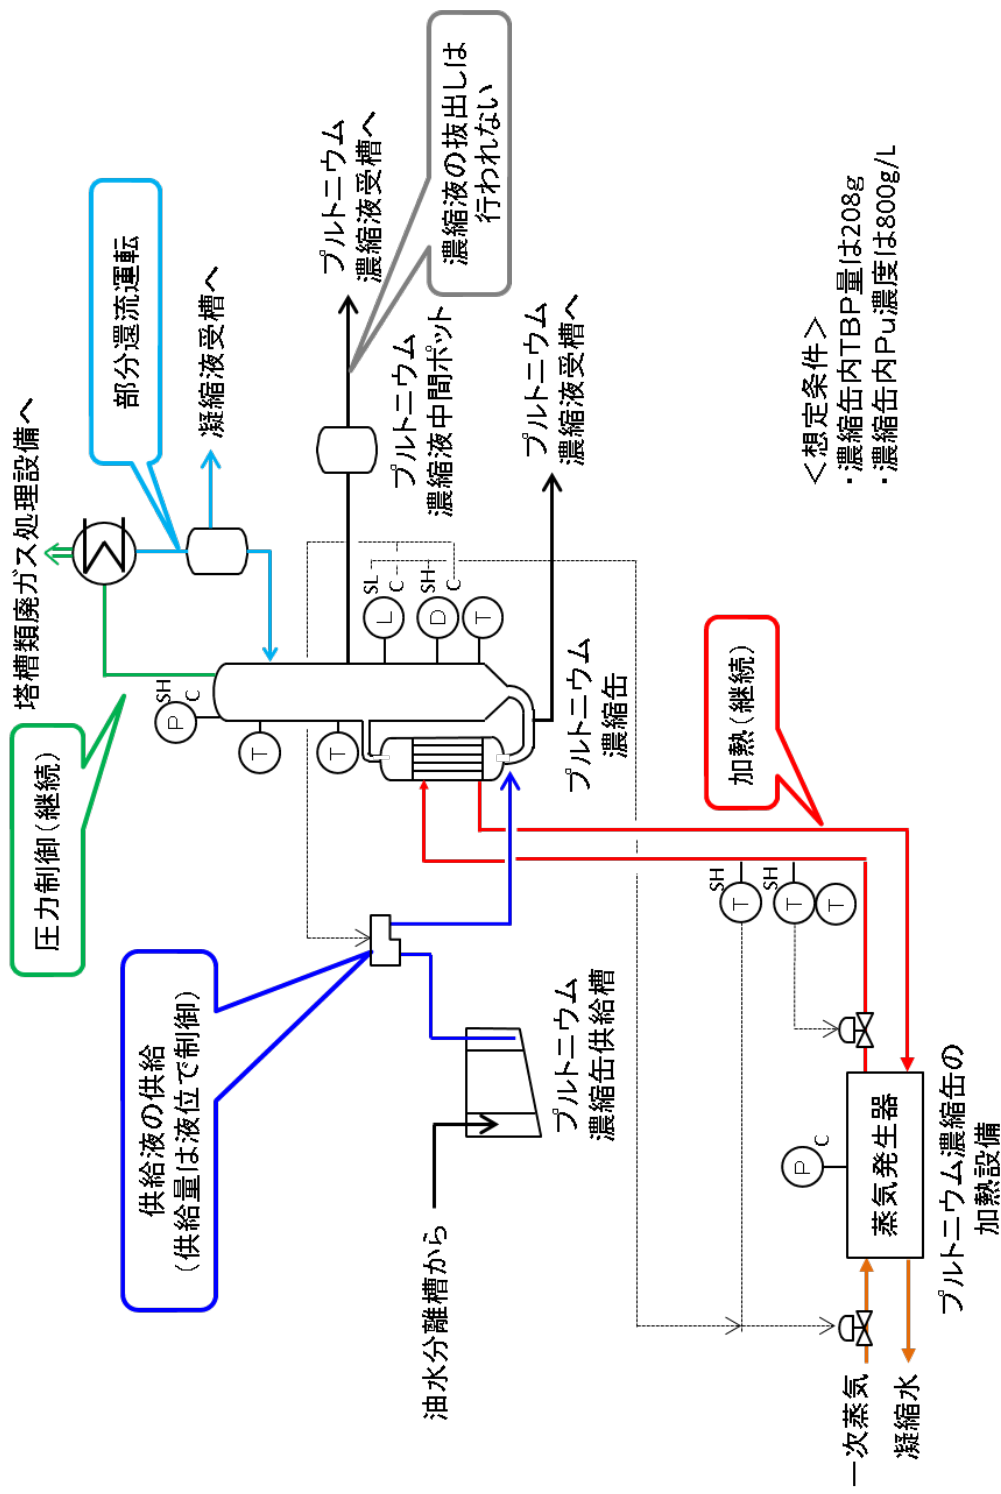 塔槽類廃ガス処理設備へ
部分還流運転
凝縮液受槽へ
圧力制御(継続)
プルトニウム
濃縮液受槽へ
濃縮液の抜出しは
行われない
プルトニウム
濃縮液中間ポット
プルトニウム
濃縮液受槽へ
P
SH
C
T
T
L
SL
C
D
SH
C
T
プルトニウム
濃縮缶
供給液の供給
(供給量は液位で制御)
油水分離槽から
プルトニウム
濃縮缶供給槽
加熱(継続)
T
SH
T
SH
T
P
C
蒸気発生器
一次蒸気
凝縮水
プルトニウム濃縮缶の
加熱設備
<想定条件>
・濃縮缶内TBP量は208g
・濃縮缶内Pu濃度は800g/L